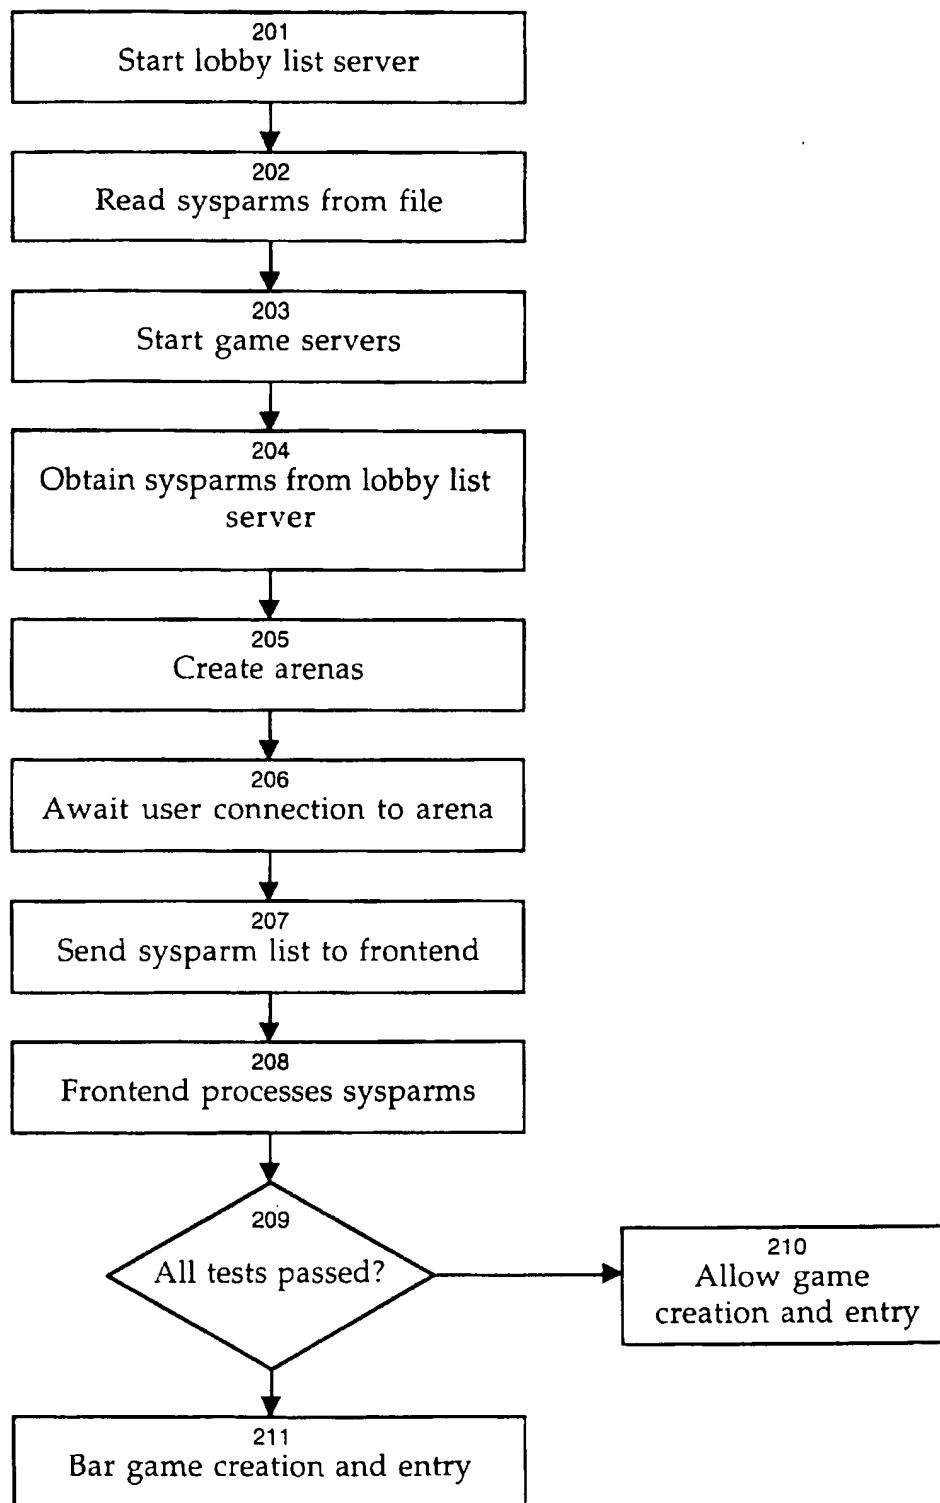 201
Start lobby list server
202
Read sysparms from file
203
Start game servers
204
Obtain sysparms from lobby list
server
205
Create arenas
206
Await user connection to arena
207
Send sysparm list to frontend
208
Frontend processes sysparms
209
All tests passed?
210
Allow game
creation and entry
211
Bar game creation and entry